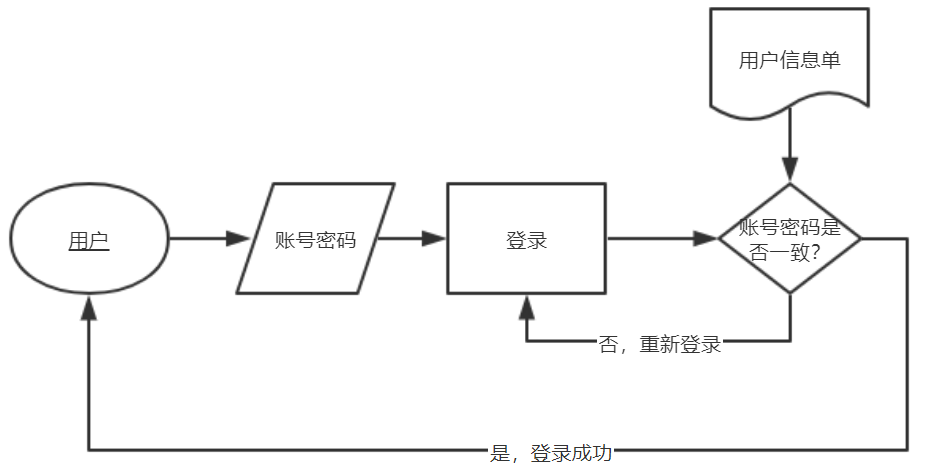 用户信息单
用户
账号密码
登录
账号密码是
否一致？
否，重新登录
是，登录成功